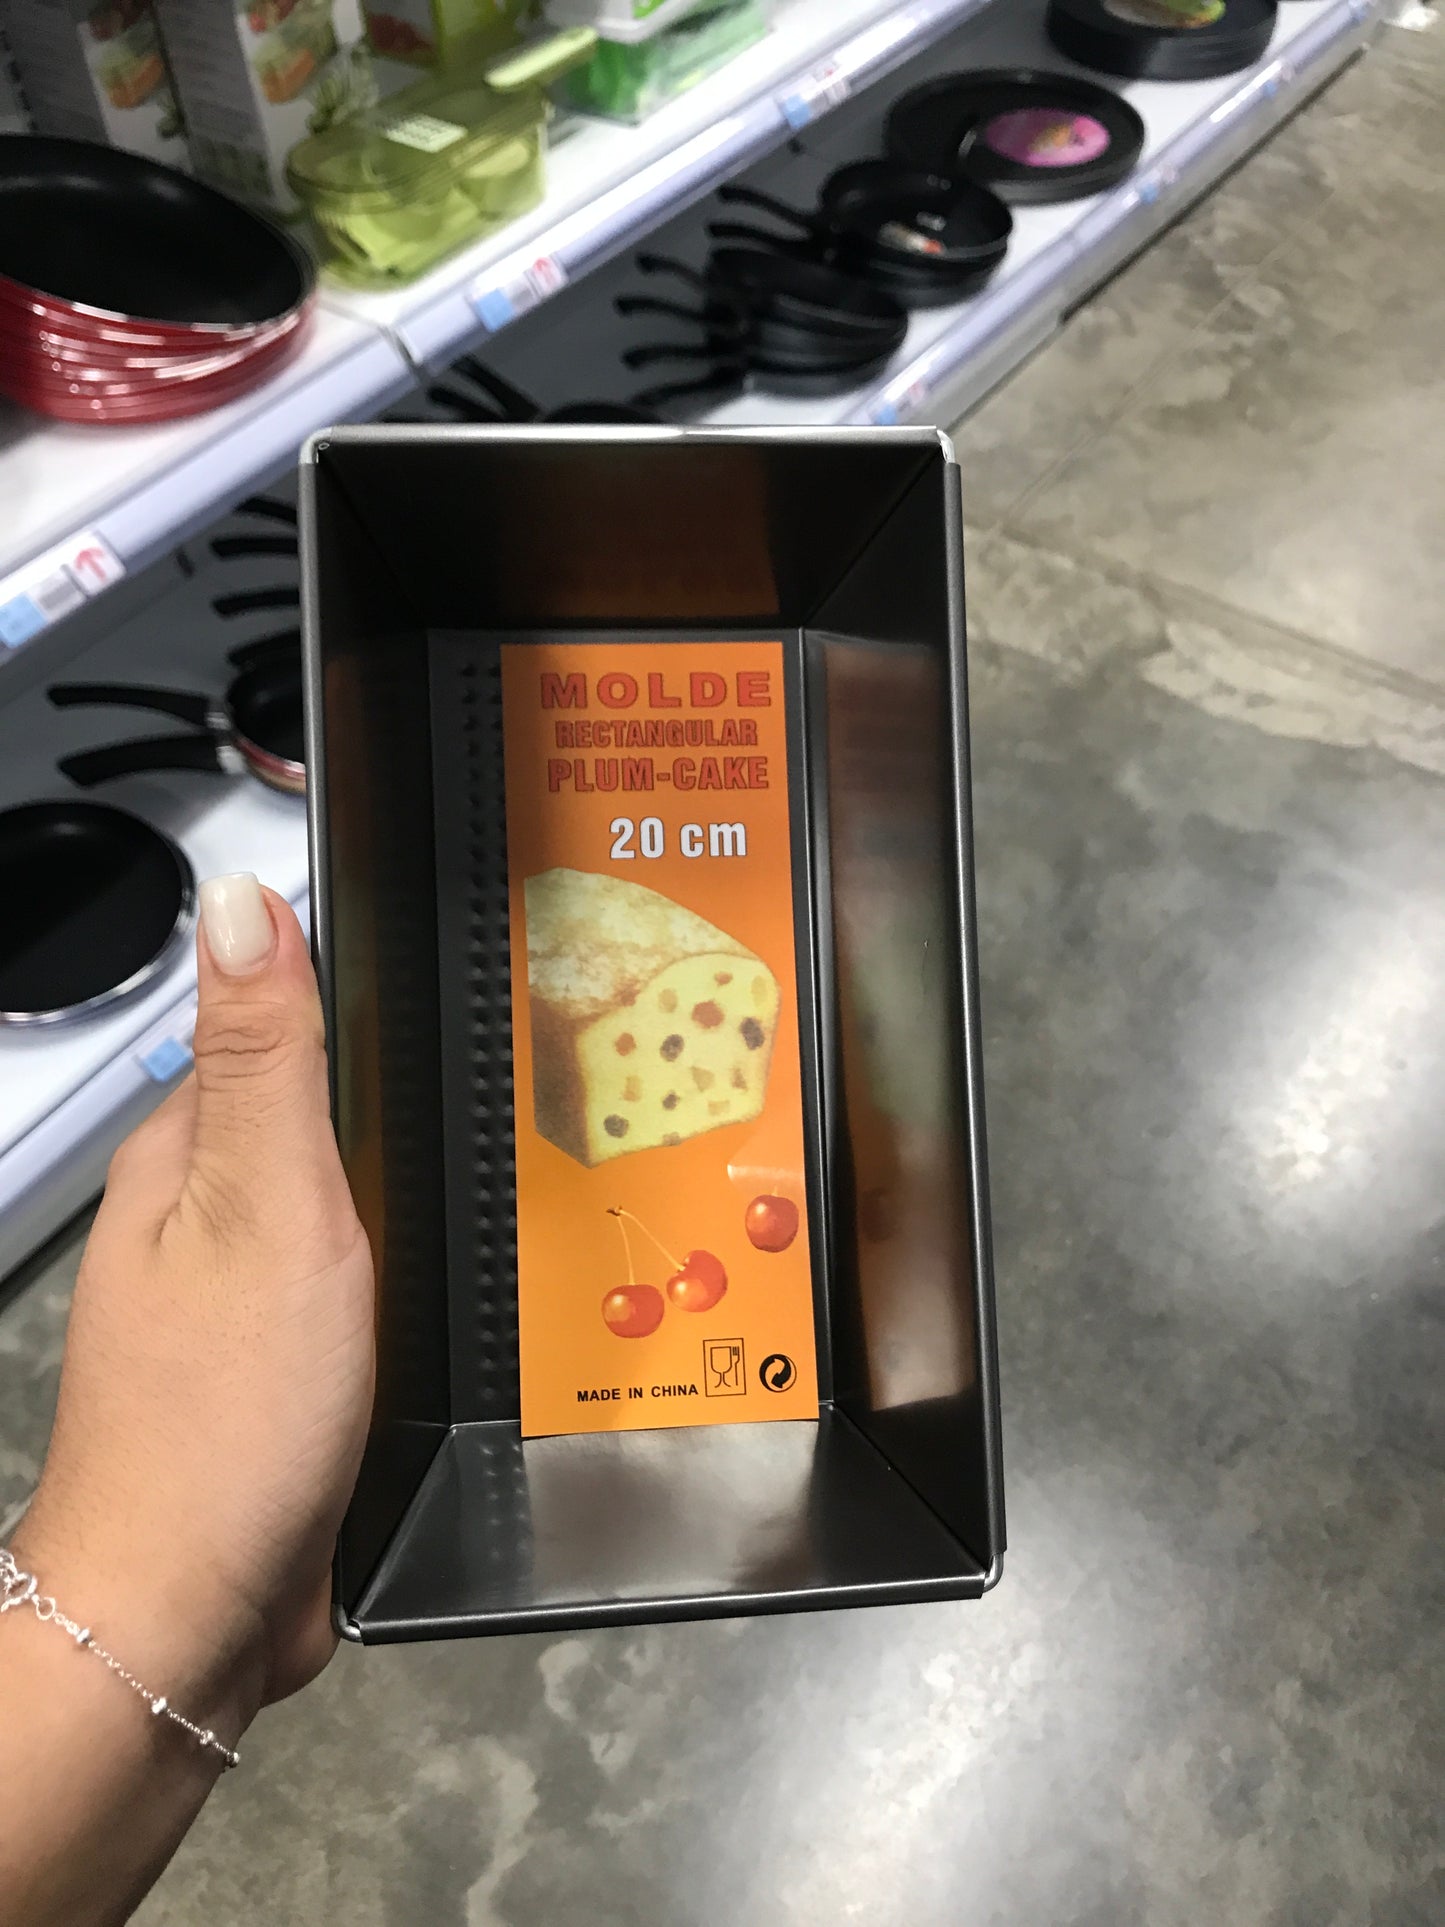 MOLDE
RECTANGULAR
PLUM-CAKE
20 cm
MADE IN CHINA